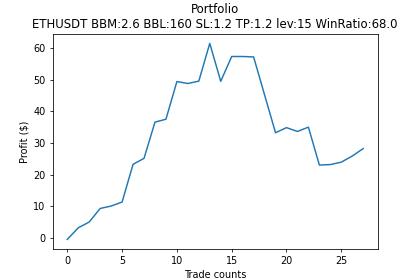 Portfolio
ETHUSDT BBM:2.6 BBL:160 SL:1.2 TP:1.2 lev:15 WinRatio:68.0
60
50
40
30
20
10
0
Profit ($)
0 5 10 15 20 25
Trade counts